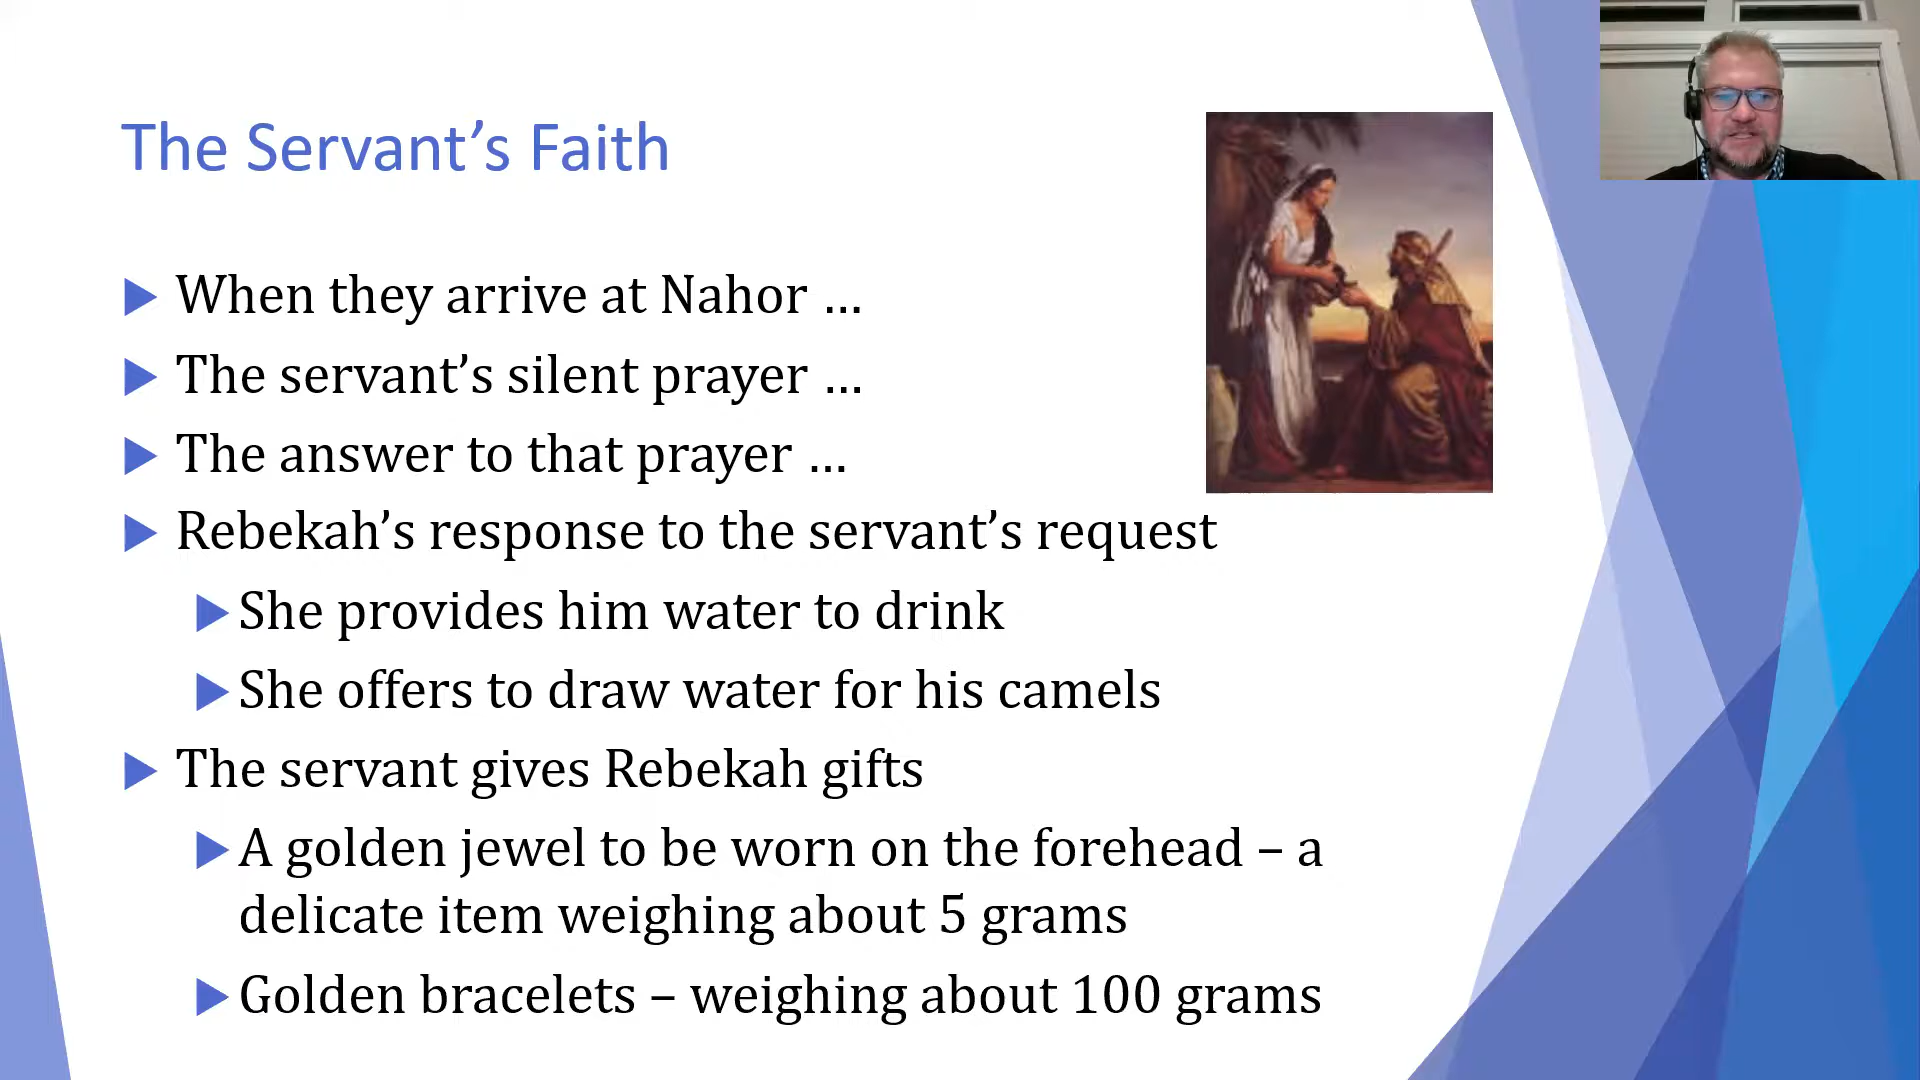 The Servant’s Faith
When they arrive at Nahor …
The servant’s silent prayer …
The answer to that prayer …
Rebekah’s response to the servant’s request
She provides him water to drink
She offers to draw water for his camels
The servant gives Rebekah gifts
A golden jewel to be worn on the forehead – a
delicate item weighing about 5 grams
Golden bracelets – weighing about 100 grams